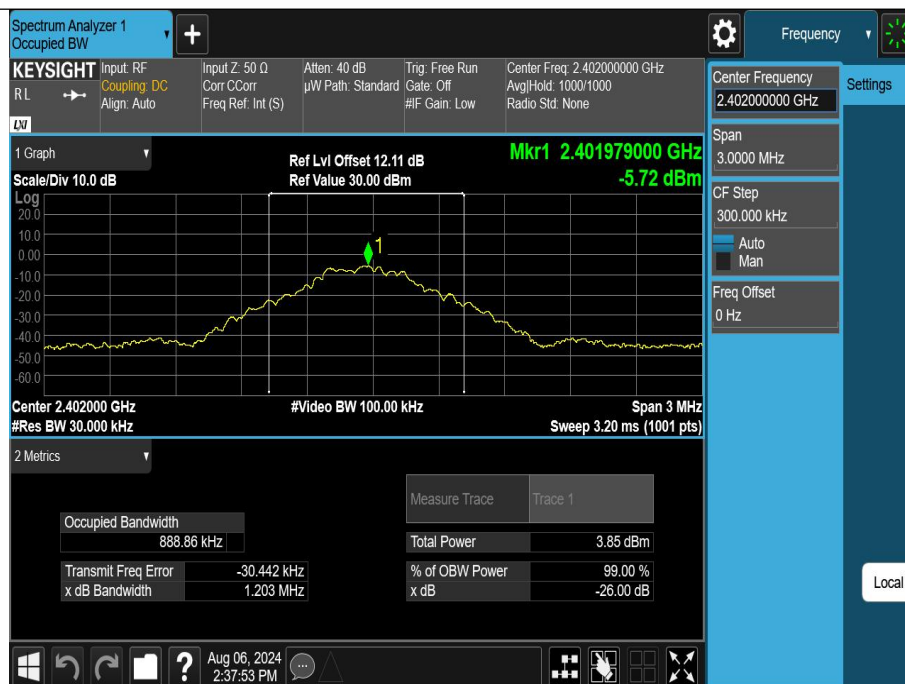 Spectrum Analyzer 1
Occupied BW
+
Frequency
KEYSIGHT
RL
LXI
Input: RF
Coupling: DC
Align: Auto
Input Z: 50 Ω
Corr CCorr
Freq Ref: Int (S)
Atten: 40 dB
µW Path: Standard
Trig: Free Run
Gate: Off
#IF Gain: Low
Center Freq: 2.402000000 GHz
Avg|Hold: 1000/1000
Radio Std: None
Center Frequency
2.402000000 GHz
Settings
Span
3.0000 MHz
CF Step
300.000 kHz
Auto
Man
Freq Offset
0 Hz
1 Graph
Scale/Div 10.0 dB
Ref Lvl Offset 12.11 dB
Ref Value 30.00 dBm
Mkr1 2.401979000 GHz
-5.72 dBm
Log
20.0
10.0
0.00
-10.0
-20.0
-30.0
-40.0
-50.0
-60.0
1
Center 2.402000 GHz
#Video BW 100.00 kHz
Span 3 MHz
#Res BW 30.000 kHz
Sweep 3.20 ms (1001 pts)
2 Metrics
Measure Trace
Trace 1
Occupied Bandwidth
888.86 kHz
Total Power
3.85 dBm
Transmit Freq Error
-30.442 kHz
% of OBW Power
99.00 %
x dB Bandwidth
1.203 MHz
x dB
-26.00 dB
Local
?
Aug 06, 2024
2:37:53 PM